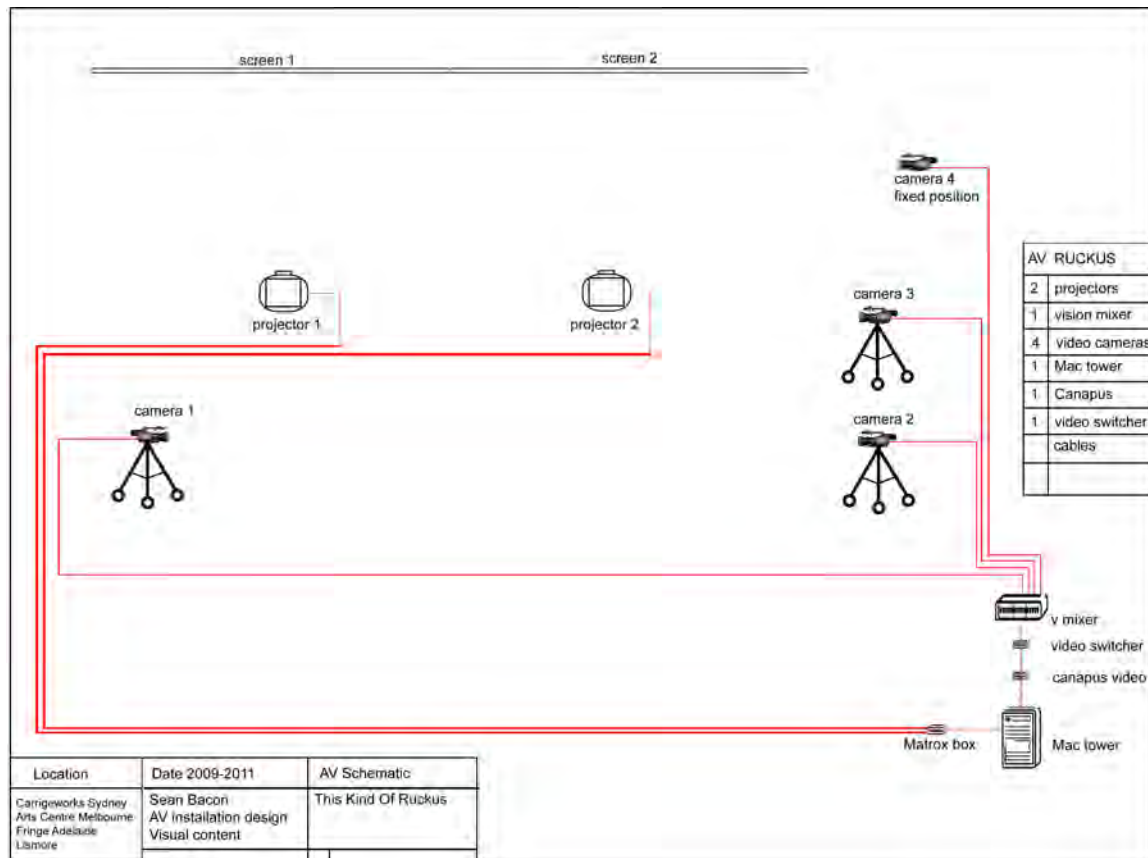 screen 1
screen 2
camera 4
fixed position
projector 1
projector 2
camera 3
camera 1
camera 2
AV RUCKUS
2 projectors
1 vision mixer
4 video cameras
1 Mac tower
1 Canapus
1 video switcher
cables
v mixer
video switcher
canapus video
Matrox box
Mac tower
Location
Date 2009-2011
AV Schematic
Carrigeworks Sydney
Arts Centre Melbourne
Fringe Adelaide
Lismore
Sean Bacon
AV installation design
Visual content
This Kind Of Ruckus